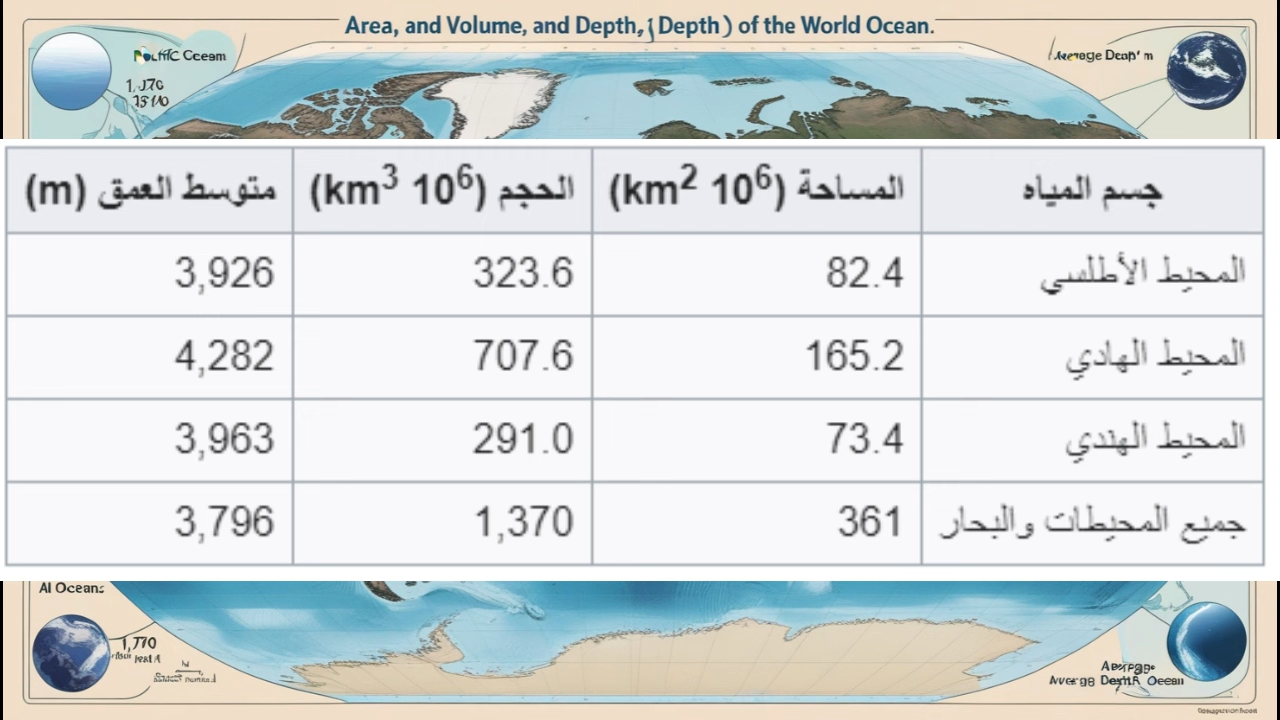 Area, and Volume, and Depth, (Depth) of the World Ocean.
جسم المياه المساحة (10⁶ km²) الحجم (10⁶ km³) متوسط العمق (m)
المحيط الأطلسي 82.4 323.6 3,926
المحيط الهادي 165.2 707.6 4,282
المحيط الهندي 73.4 291.0 3,963
جميع المحيطات والبحار 361 1,370 3,796
Al Oceans
1,770